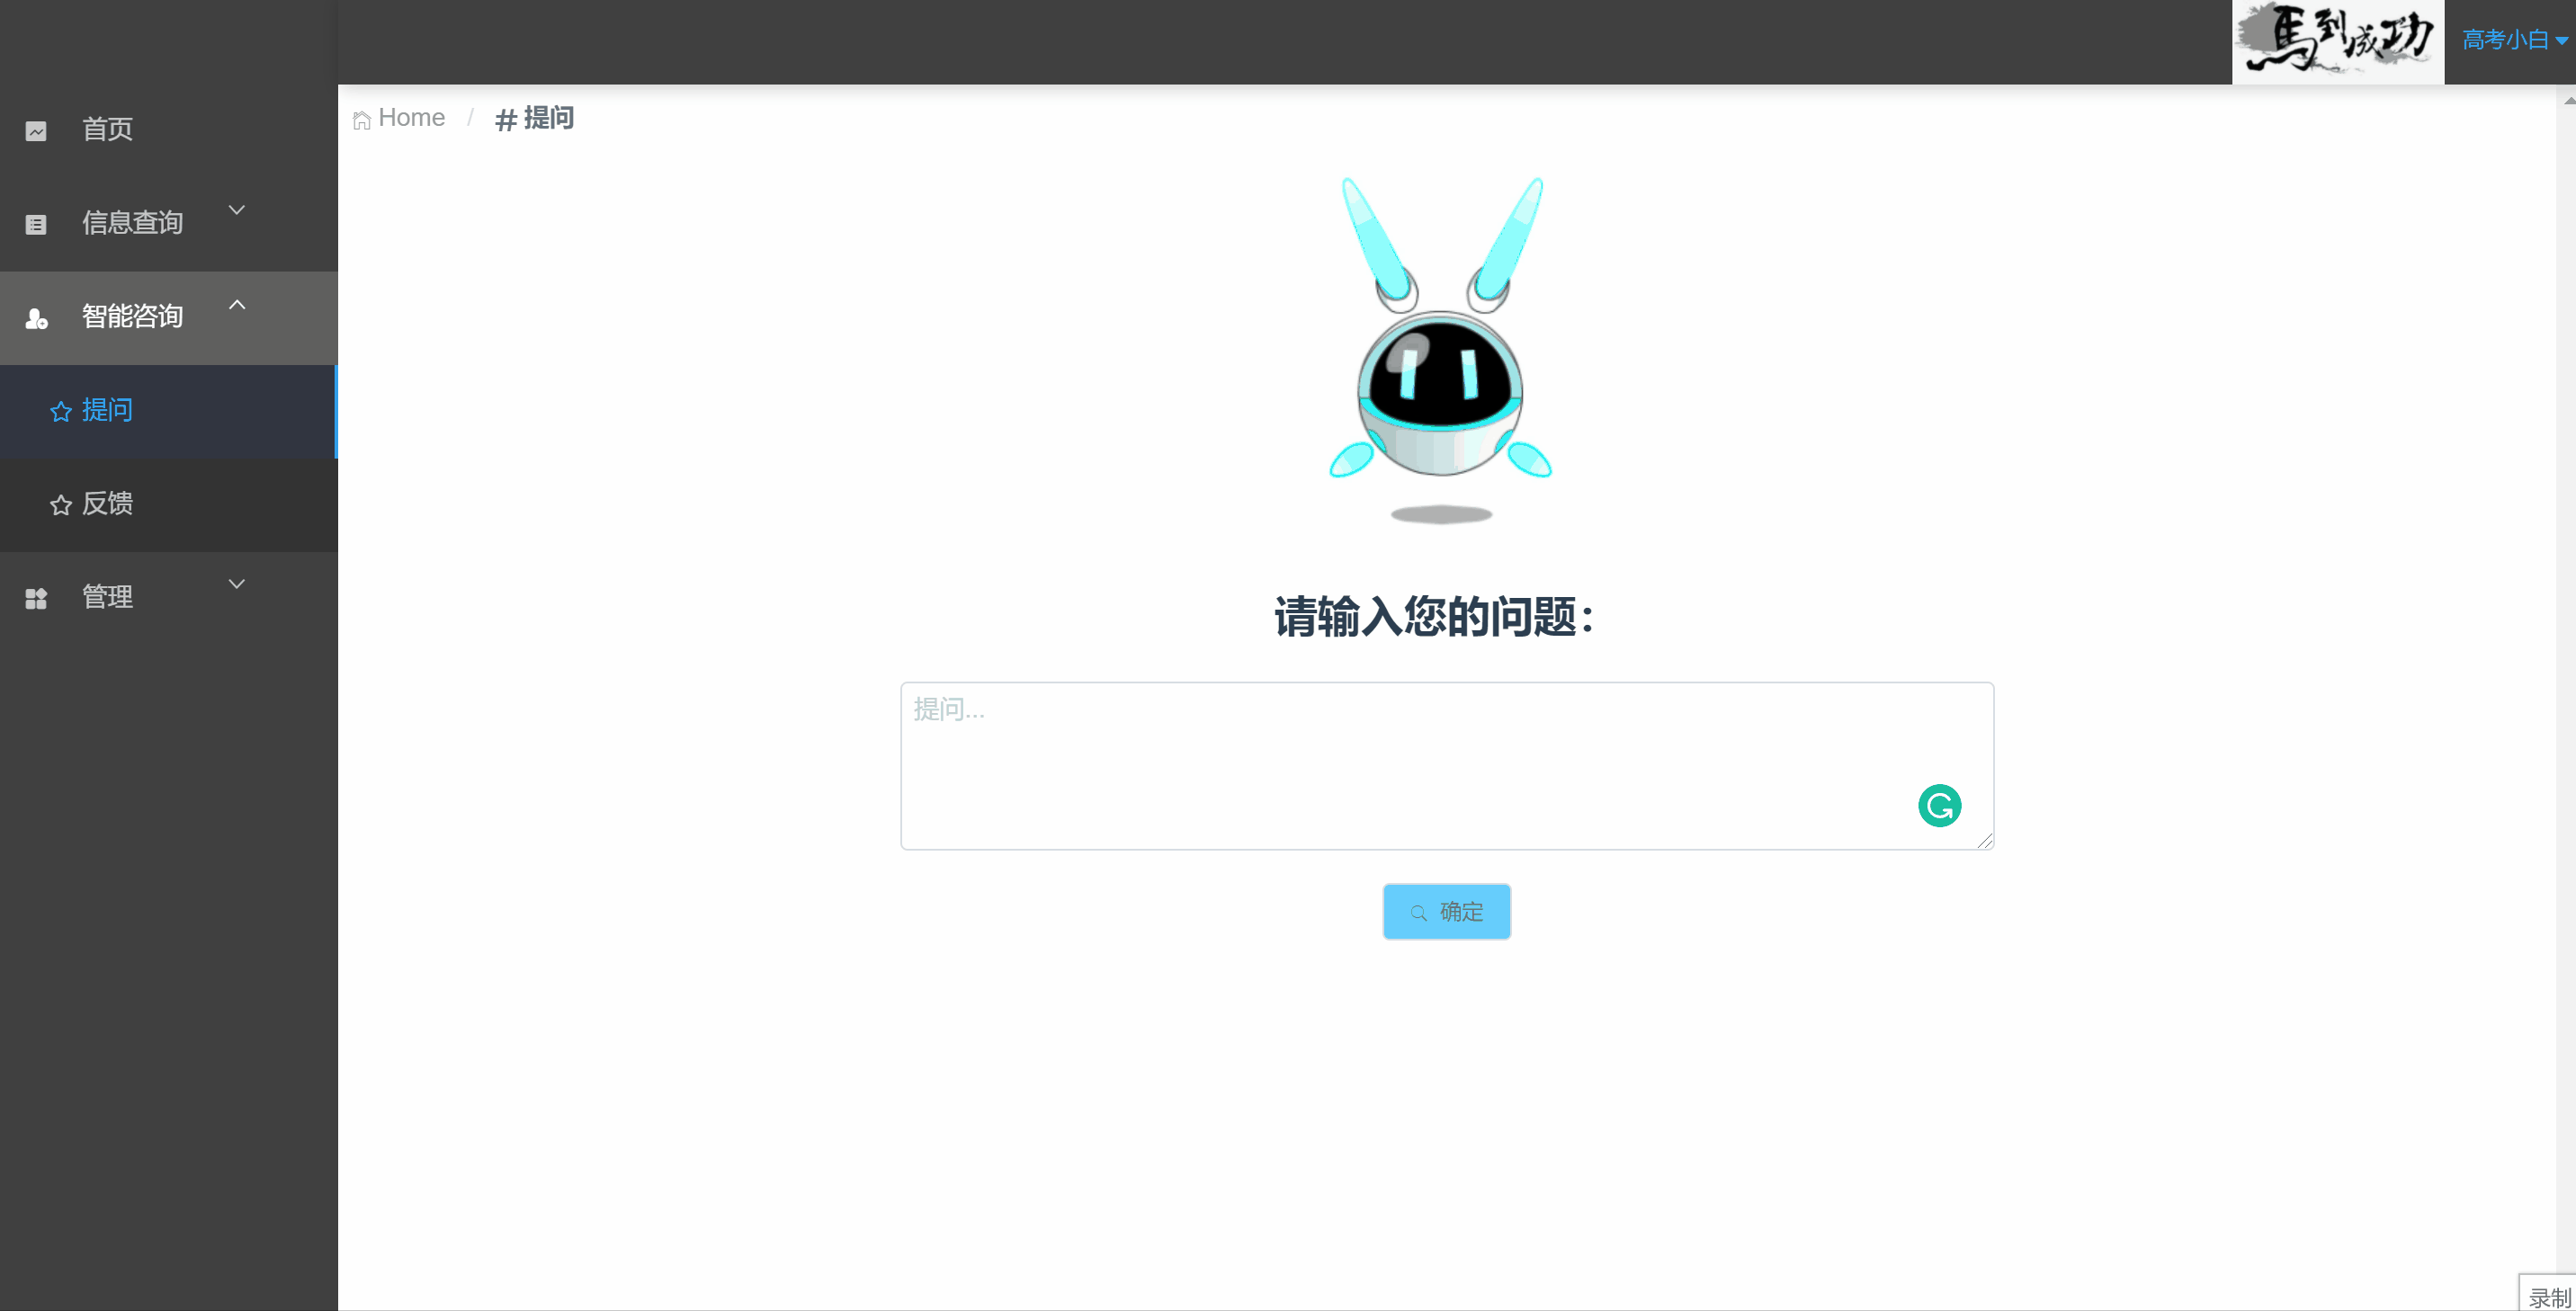 馬到成功
高考小白
首页
信息查询
智能咨询
提问
反馈
管理
Home / # 提问
请输入您的问题：
提问...
确定
录制